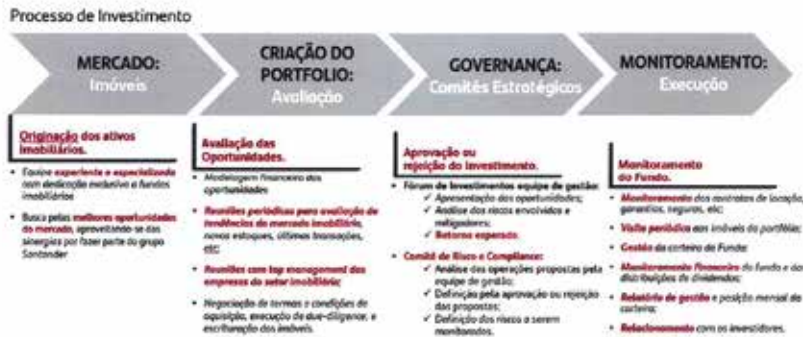 Processo de Investimento
MERCADO:
Imóveis
CRIAÇÃO DO
PORTFOLIO:
Avaliação
GOVERNANÇA:
Comitês Estratégicos
MONITORAMENTO:
Execução
Originação dos ativos
Imobiliários.
• Equipe experiente e especializada
com dedicação exclusiva a fundos
imobiliários
• Busca pelas melhores oportunidades
do mercado, aproveitando-se das
sinergias por fazer parte do grupo
Santander
Avaliação das
Oportunidades.
• Modelagem financeira das
oportunidades
• Reuniões periódicas para avaliação de
tendências do mercado imobiliário,
novos estoques, últimas transações,
etc;
• Reuniões com top management das
empresas do setor imobiliário;
• Negociação de termos e condições de
aquisição, execução de due-diligence, e
escrituração dos imóveis.
Aprovação ou
rejeição do Investimento.
• Fórum de Investimentos equipe de gestão:
✓ Apresentação das oportunidades;
✓ Análise dos riscos envolvidos e
mitigadores;
✓ Retorno esperado.
• Comitê de Risco e Compliance:
✓ Análise das operações propostas pela
equipe de gestão;
✓ Definição pela aprovação ou rejeição
das propostas;
✓ Definição dos riscos a serem
monitorados.
Monitoramento
do Fundo.
• Monitoramento dos contratos de locação,
garantias, seguros, etc;
• Visita periódica aos imóveis do portfólio;
• Gestão da carteira do Fundo;
• Monitoramento financeiro do fundo e das
distribuições de dividendos;
• Relatório de gestão e posição mensal da
carteira;
• Relacionamento com os investidores.